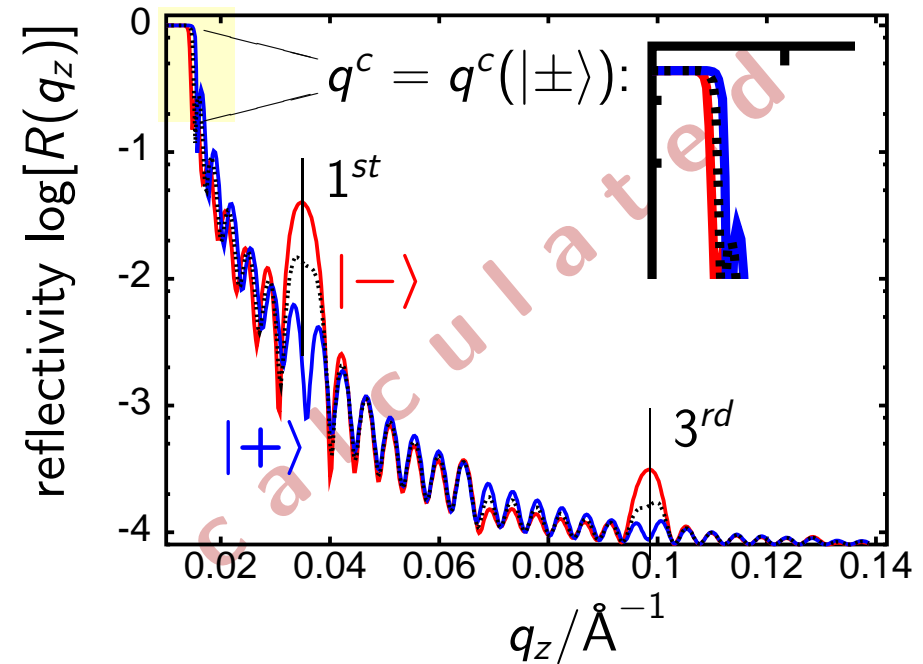 reflectivity log[R(q_z)]
0
-1
-2
-3
-4
q^c = q^c(|±⟩):
1^st
|−⟩
|+⟩
3^rd
calculated
0.02 0.04 0.06 0.08 0.1 0.12 0.14
q_z/Å^−1